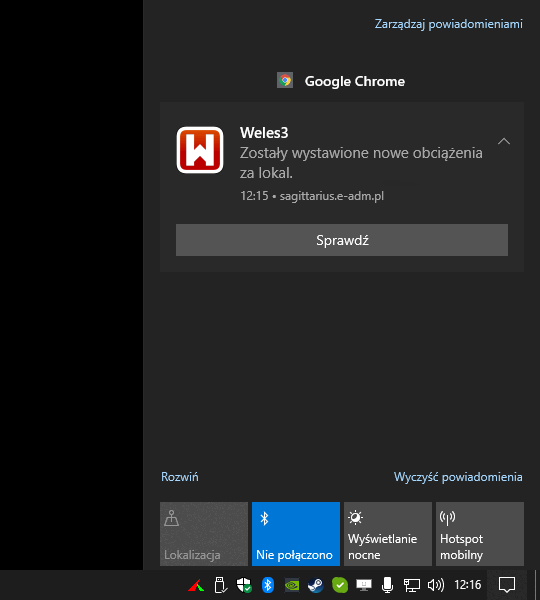 Zarządzaj powiadomieniami
Google Chrome
Weles3
Zostały wystawione nowe obciążenia
za lokal.
12:15 • sagittarius.e-adm.pl
Sprawdź
Rozwiń
Wyczyść powiadomienia
Lokalizacja
Nie połączono
Wyświetlanie
nocne
Hotspot
mobilny
12:16